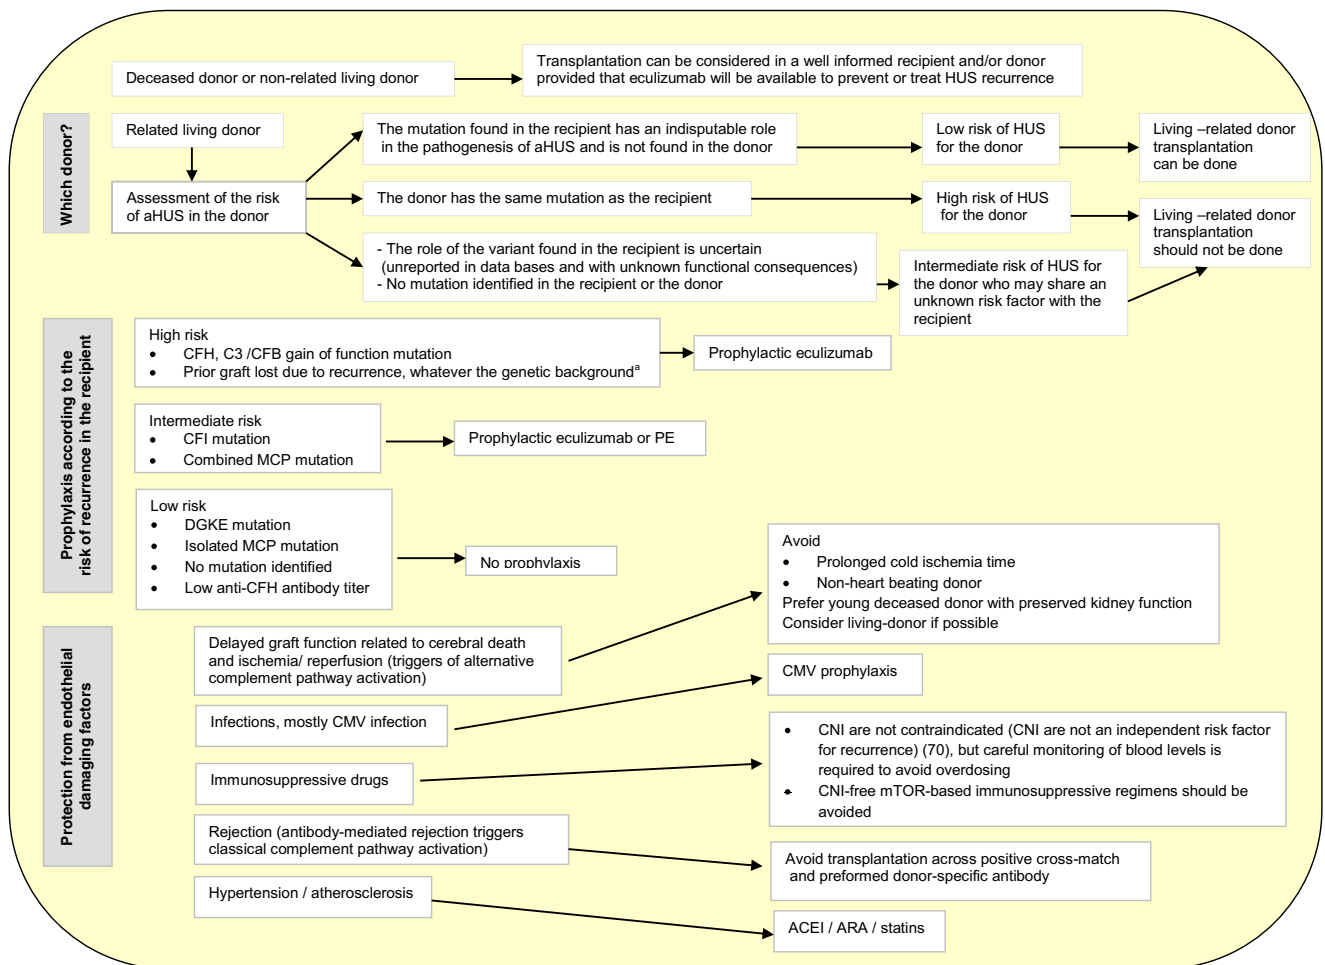 Deceased donor or non-related living donor
Transplantation can be considered in a well informed recipient and/or donor
provided that eculizumab will be available to prevent or treat HUS recurrence
Which donor?
Related living donor
Assessment of the risk
of aHUS in the donor
The mutation found in the recipient has an indisputable role
in the pathogenesis of aHUS and is not found in the donor
Low risk of HUS
for the donor
Living –related donor
transplantation
can be done
The donor has the same mutation as the recipient
High risk of HUS
for the donor
Living –related donor
transplantation
should not be done
- The role of the variant found in the recipient is uncertain
(unreported in data bases and with unknown functional consequences)
- No mutation identified in the recipient or the donor
Intermediate risk of HUS for
the donor who may share an
unknown risk factor with the
recipient
Prophylaxis according to the
risk of recurrence in the recipient
High risk
• CFH, C3 /CFB gain of function mutation
• Prior graft lost due to recurrence, whatever the genetic backgroundᵃ
Prophylactic eculizumab
Intermediate risk
• CFI mutation
• Combined MCP mutation
Prophylactic eculizumab or PE
Low risk
• DGKE mutation
• Isolated MCP mutation
• No mutation identified
• Low anti-CFH antibody titer
No prophylaxis
Protection from endothelial
damaging factors
Delayed graft function related to cerebral death
and ischemia/ reperfusion (triggers of alternative
complement pathway activation)
Avoid
• Prolonged cold ischemia time
• Non-heart beating donor
Prefer young deceased donor with preserved kidney function
Consider living-donor if possible
Infections, mostly CMV infection
CMV prophylaxis
Immunosuppressive drugs
• CNI are not contraindicated (CNI are not an independent risk factor
for recurrence) (70), but careful monitoring of blood levels is
required to avoid overdosing
• CNI-free mTOR-based immunosuppressive regimens should be
avoided
Rejection (antibody-mediated rejection triggers
classical complement pathway activation)
Avoid transplantation across positive cross-match
and preformed donor-specific antibody
Hypertension / atherosclerosis
ACEI / ARA / statins